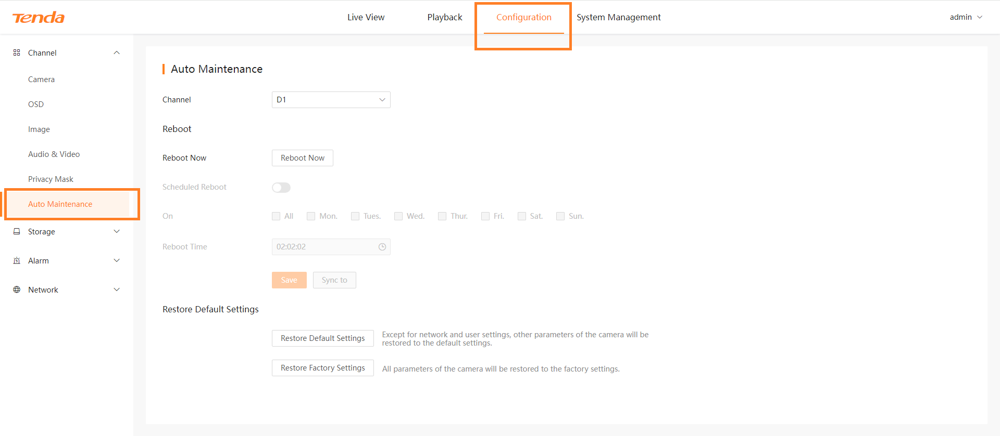 Tenda
Live View
Playback
Configuration
System Management
admin
Channel
Camera
OSD
Image
Audio & Video
Privacy Mask
Auto Maintenance
Storage
Alarm
Network
Auto Maintenance
Channel
D1
Reboot
Reboot Now
Reboot Now
Scheduled Reboot
On
All
Mon.
Tues.
Wed.
Thur.
Fri.
Sat.
Sun.
Reboot Time
02:02:02
Save
Sync to
Restore Default Settings
Restore Default Settings
Except for network and user settings, other parameters of the camera will be
restored to the default settings.
Restore Factory Settings
All parameters of the camera will be restored to the factory settings.